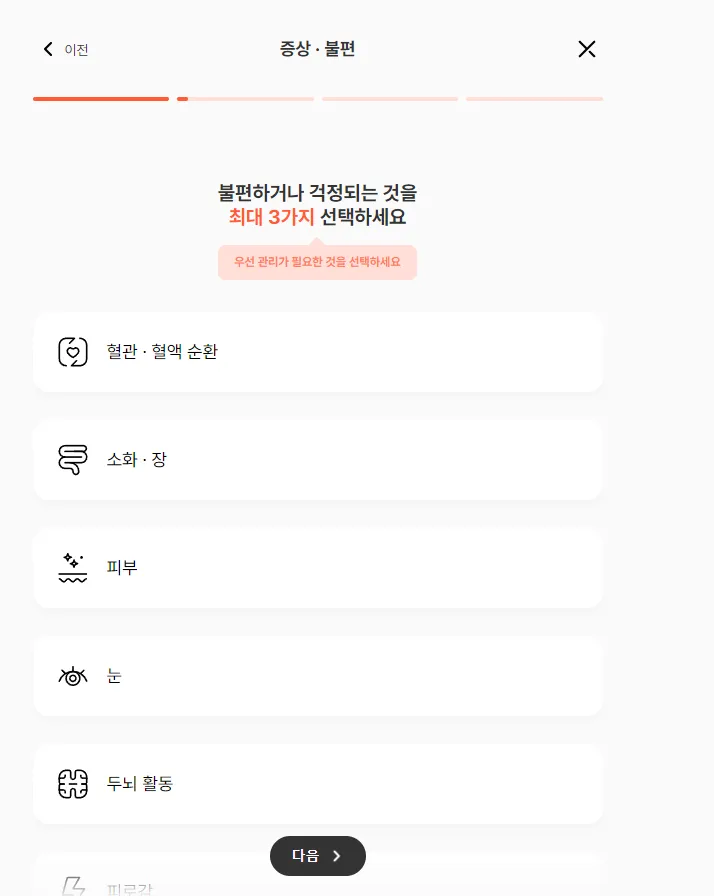 이전
증상 · 불편
불편하거나 걱정되는 것을
최대 3가지 선택하세요
우선 관리가 필요한 것을 선택하세요
혈관 · 혈액 순환
소화 · 장
피부
눈
두뇌 활동
다음
피로감